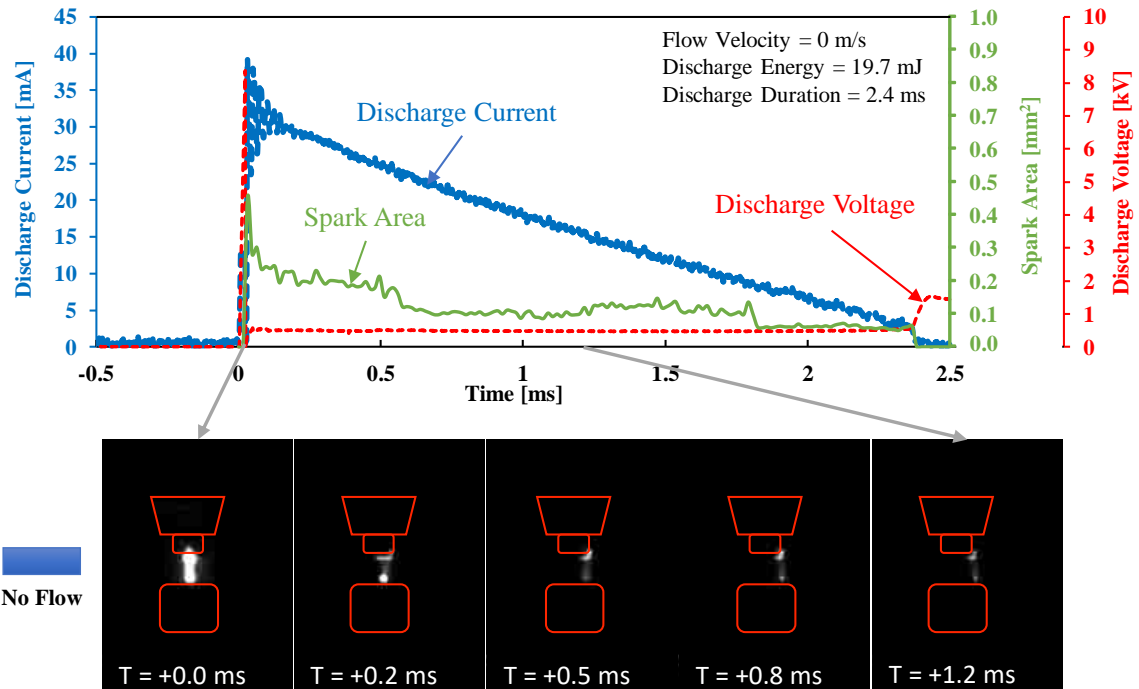 Discharge Current [mA]
45
40
35
30
25
20
15
10
5
0
-0.5
0
0.5
1
1.5
2
2.5
Time [ms]
Flow Velocity = 0 m/s
Discharge Energy = 19.7 mJ
Discharge Duration = 2.4 ms
Discharge Current
Spark Area
Discharge Voltage
1.0
0.9
0.8
0.7
0.6
0.5
0.4
0.3
0.2
0.1
0.0
Spark Area [mm²]
10
9
8
7
6
5
4
3
2
1
0
Discharge Voltage [kV]
No Flow
T = +0.0 ms
T = +0.2 ms
T = +0.5 ms
T = +0.8 ms
T = +1.2 ms